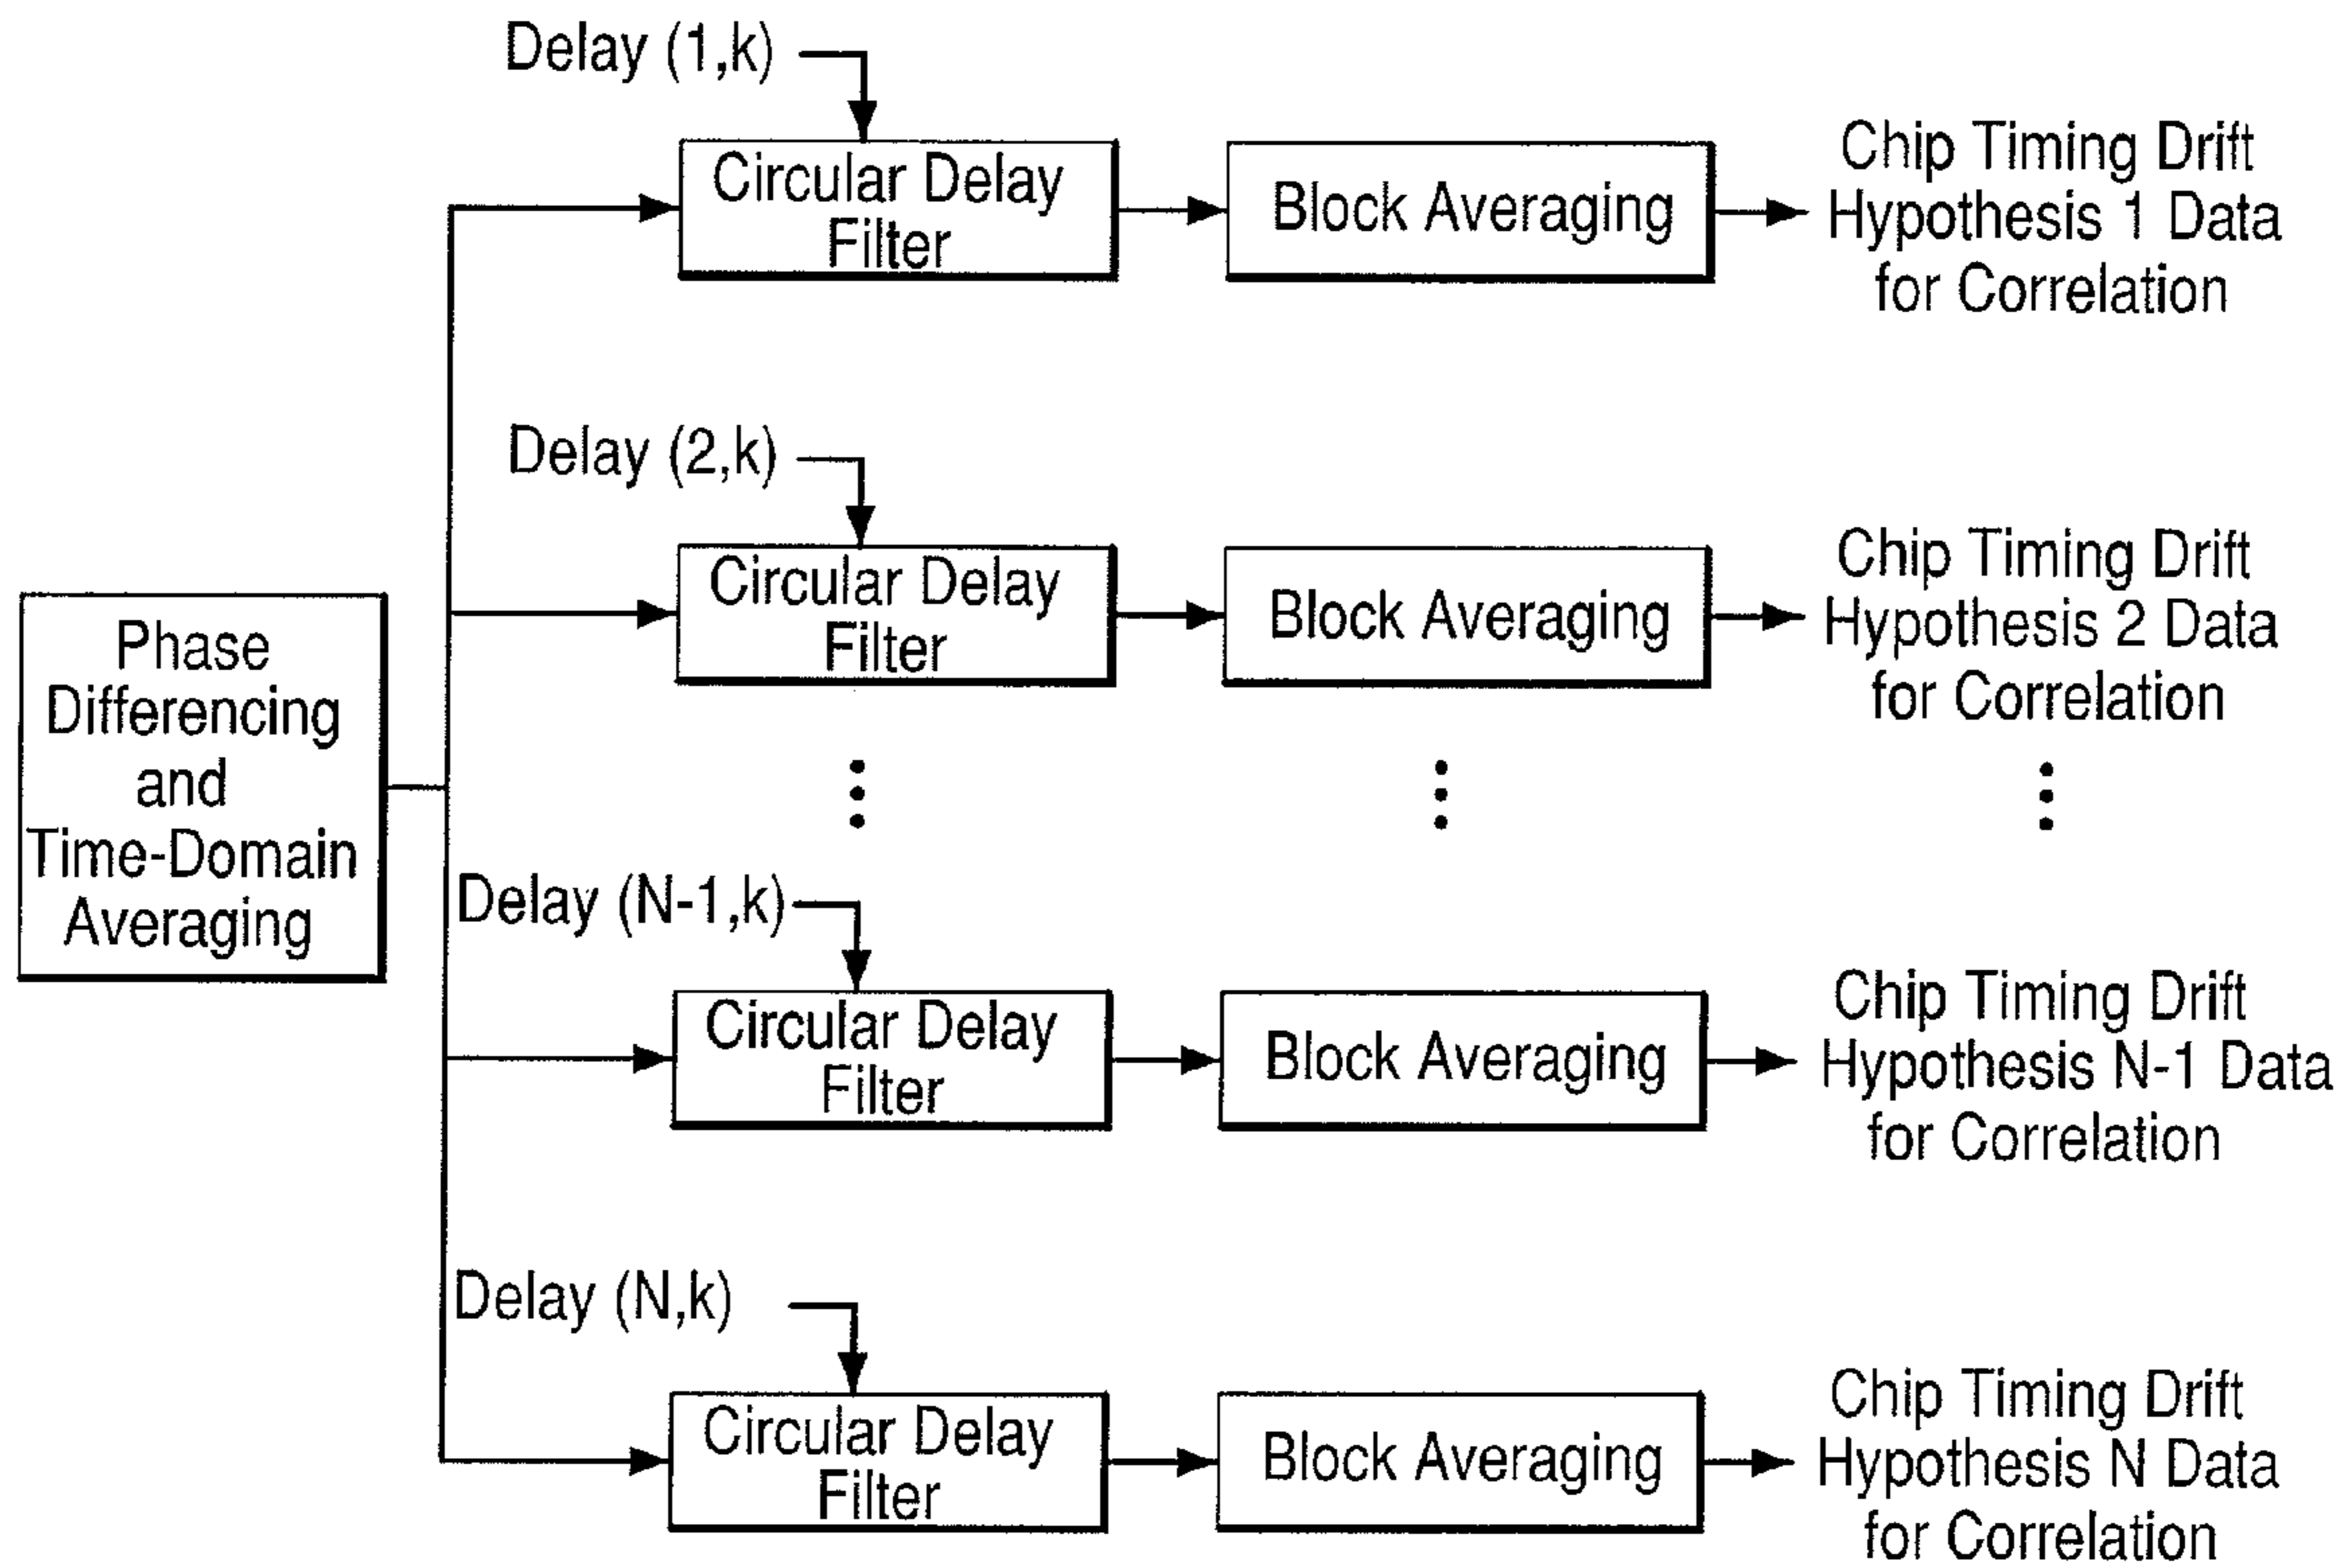 Delay (1,k)
Circular Delay
Filter
Block Averaging
Chip Timing Drift
Hypothesis 1 Data
for Correlation
Delay (2,k)
Circular Delay
Filter
Block Averaging
Chip Timing Drift
Hypothesis 2 Data
for Correlation
Phase
Differencing
and
Time-Domain
Averaging
Delay (N-1,k)
Circular Delay
Filter
Block Averaging
Chip Timing Drift
Hypothesis N-1 Data
for Correlation
Delay (N,k)
Circular Delay
Filter
Block Averaging
Chip Timing Drift
Hypothesis N Data
for Correlation